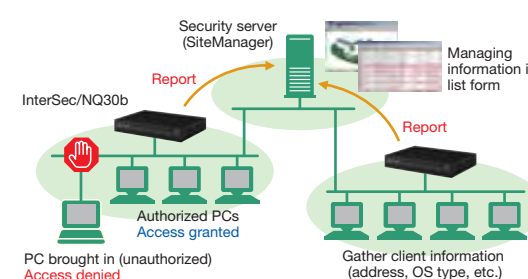 Security server
(SiteManager)
Managing
information i
list form
Report
InterSec/NQ30b
Report
Authorized PCs
Access granted
PC brought in (unauthorized)
Access denied
Gather client information
(address, OS type, etc.)